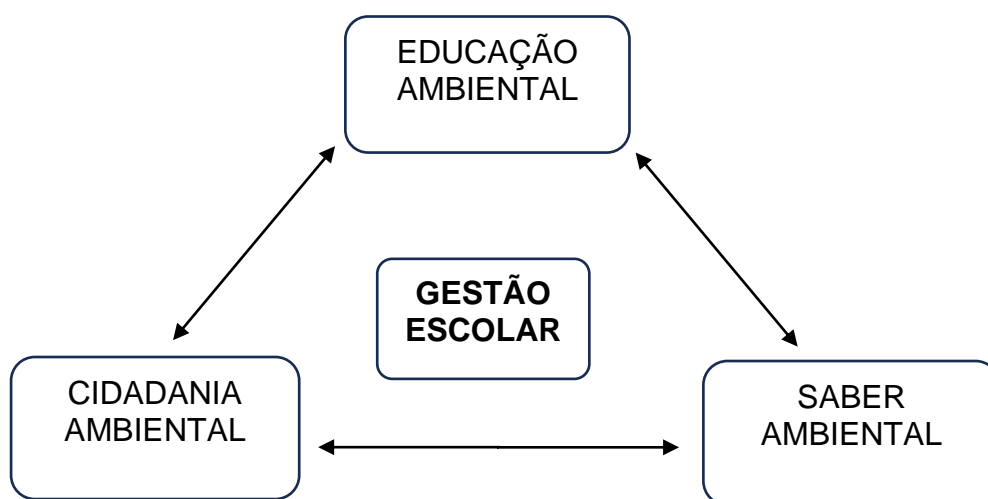 EDUCAÇÃO
AMBIENTAL
GESTÃO
ESCOLAR
CIDADANIA
AMBIENTAL
SABER
AMBIENTAL